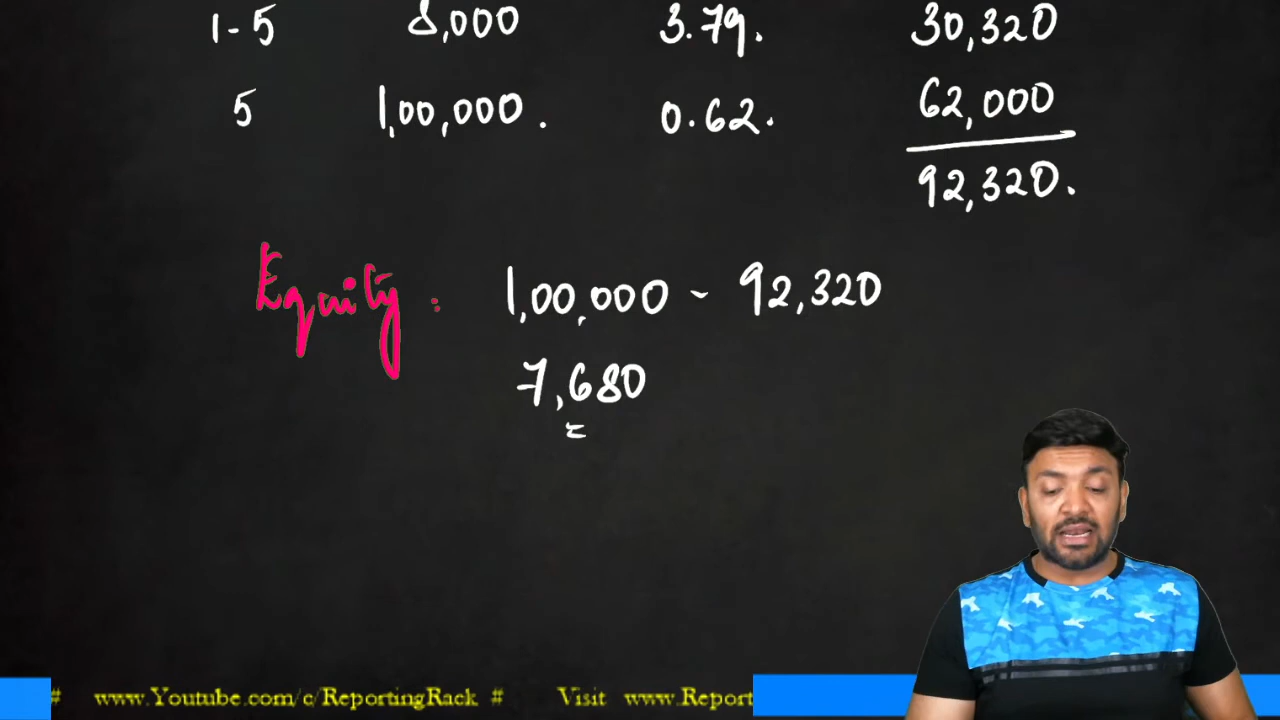 1-5 8,000 3.79. 30,320
5 1,00,000. 0.62. 62,000
92,320.
Equity: 1,00,000 - 92,320
7,680
# www.Youtube.com/c/ReportingRack # Visit www.Report